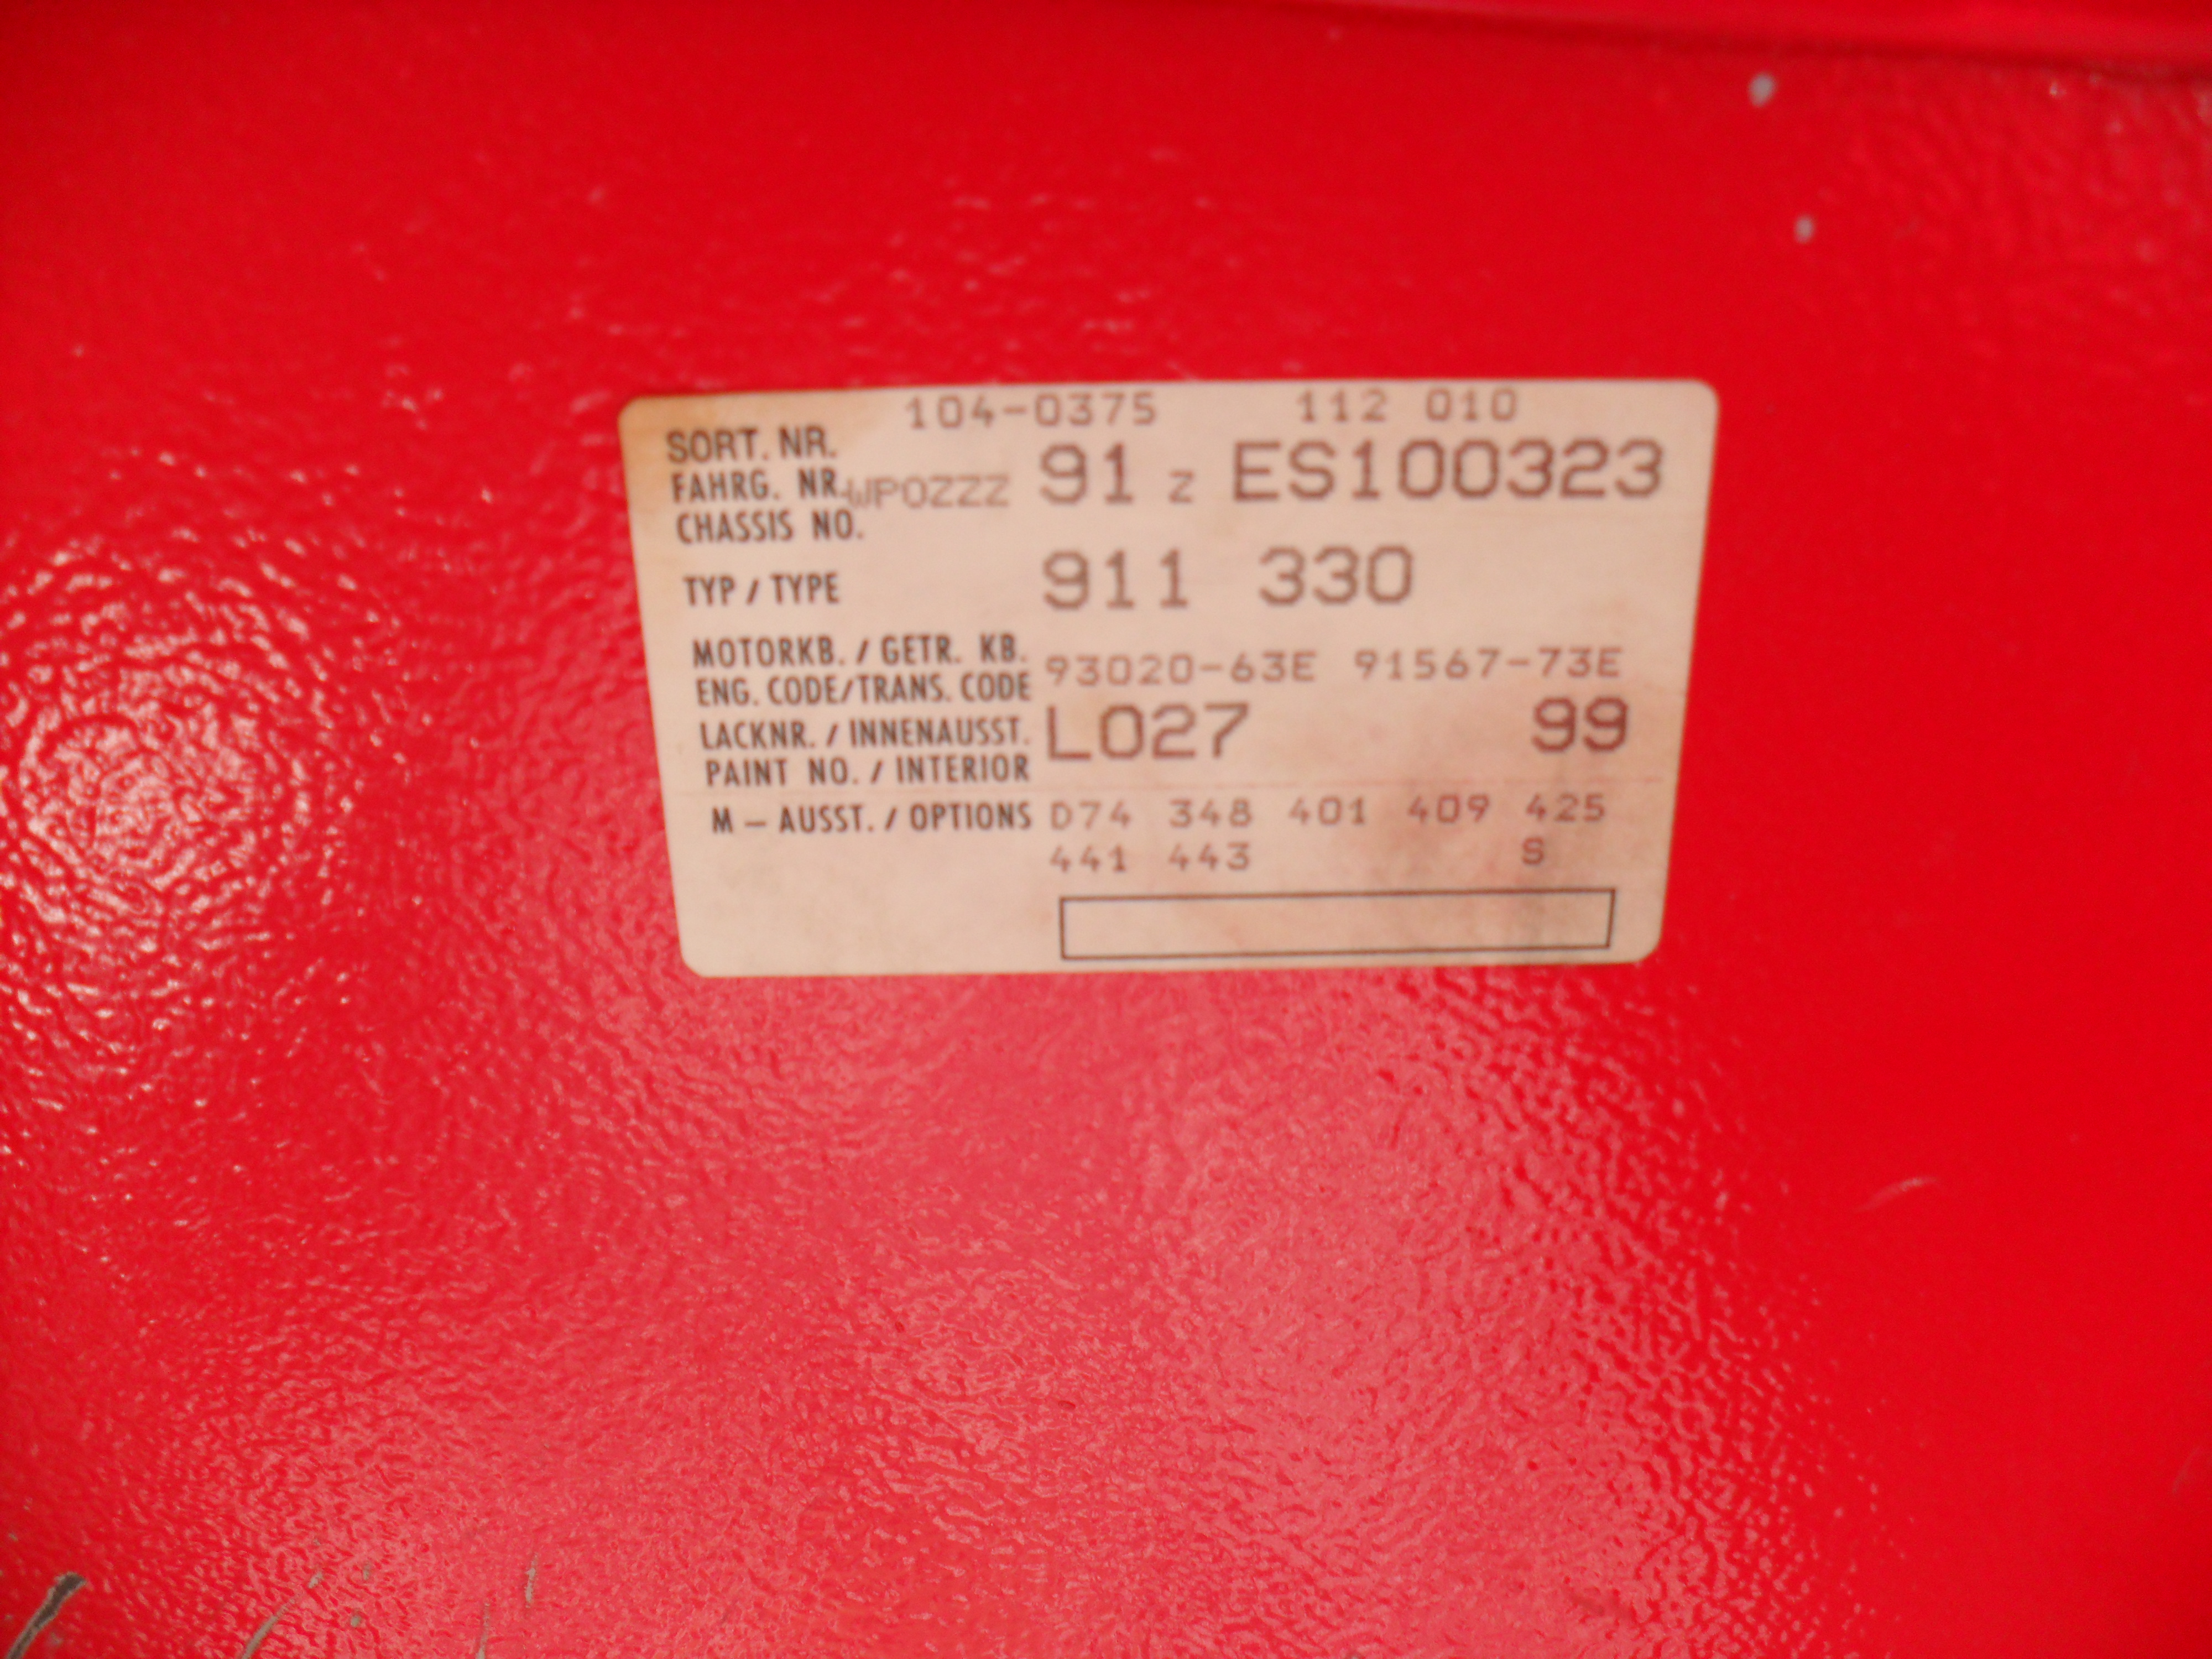 104-0375 112 010
SORT. NR.
FAHRG. NR. WP0ZZZ 91 Z ES100323
CHASSIS NO.
TYP / TYPE 911 330
MOTORKB. / GETR. KB.
ENG. CODE/TRANS. CODE 93020-63E 91567-73E
LACKNR. / INNENAUSST. L027 99
PAINT NO. / INTERIOR
M – AUSST. / OPTIONS D74 348 401 409 425
441 443 S